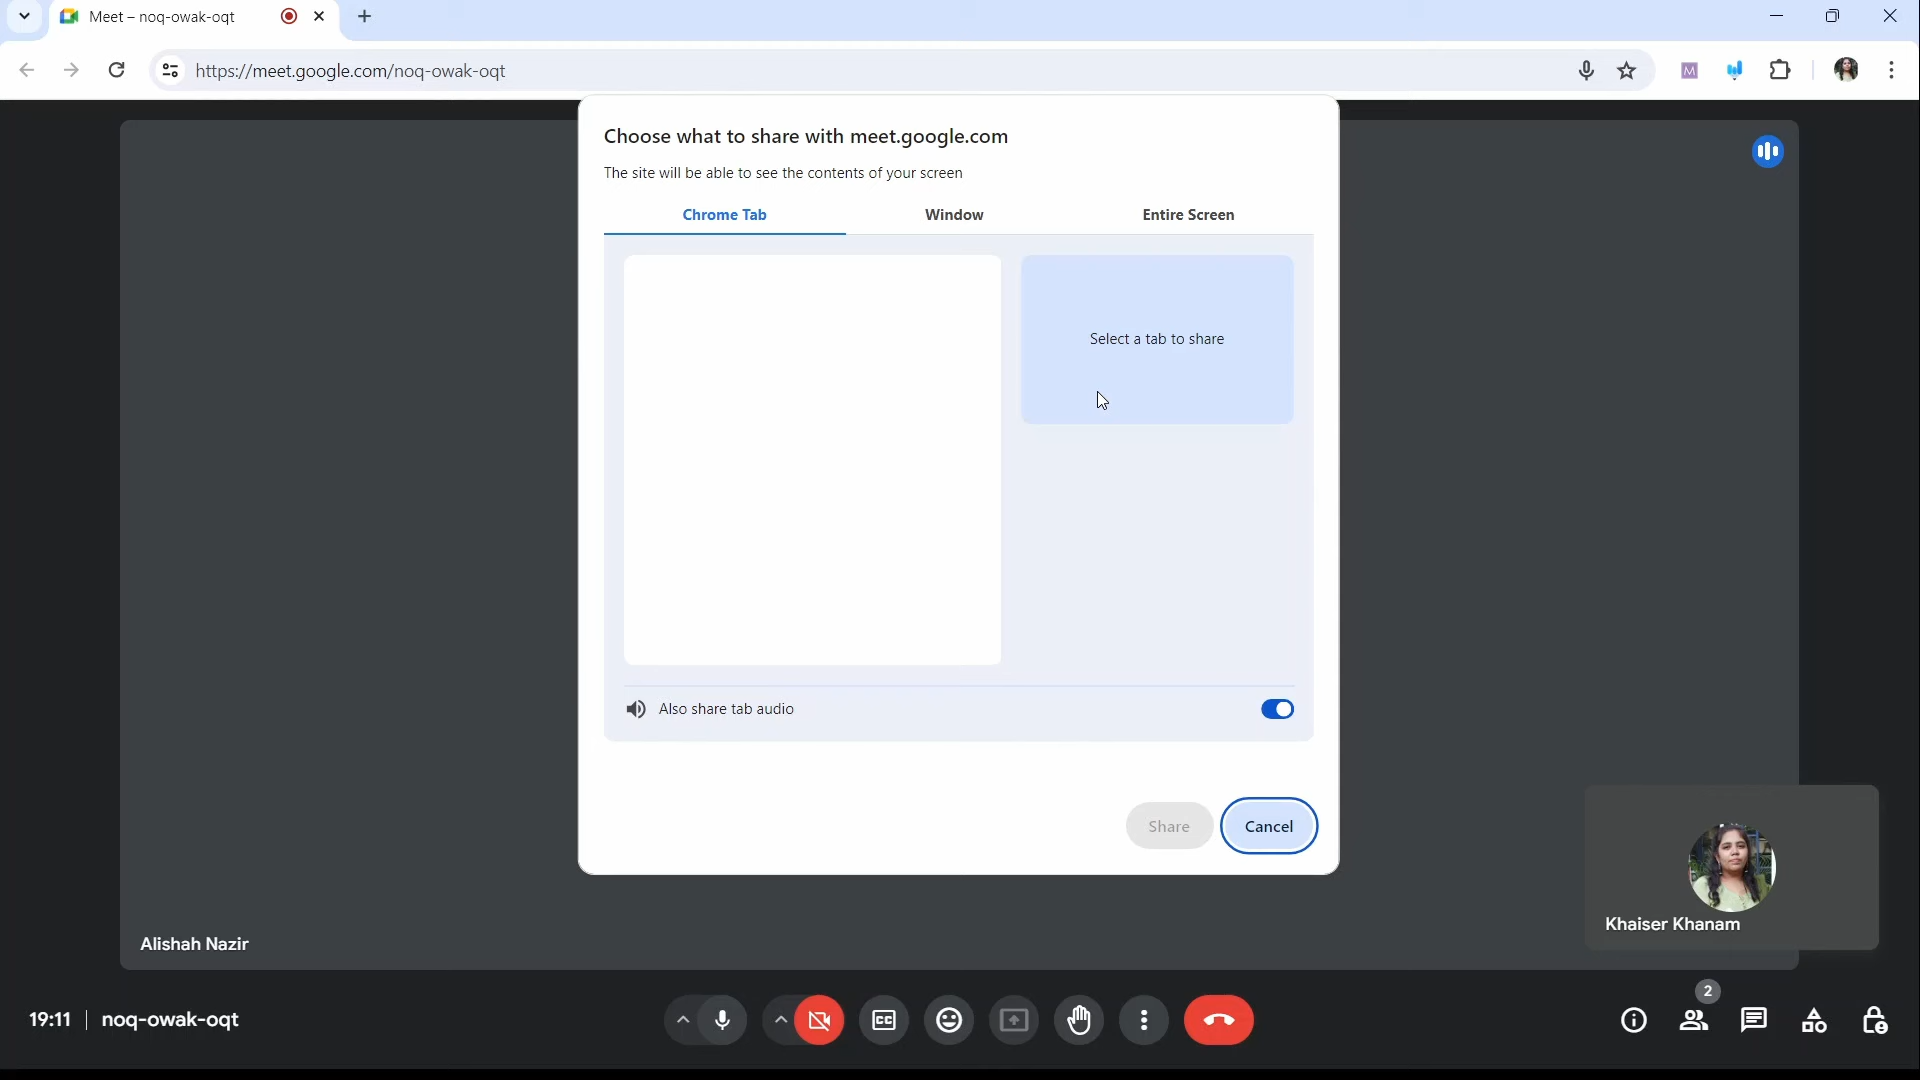 Meet – noq-owak-oqt
https://meet.google.com/noq-owak-oqt
M
Choose what to share with meet.google.com
The site will be able to see the contents of your screen
Chrome Tab Window Entire Screen
Select a tab to share
Also share tab audio
Share Cancel
Khaiser Khanam
Alishah Nazir
2
19:11 noq-owak-oqt
CC